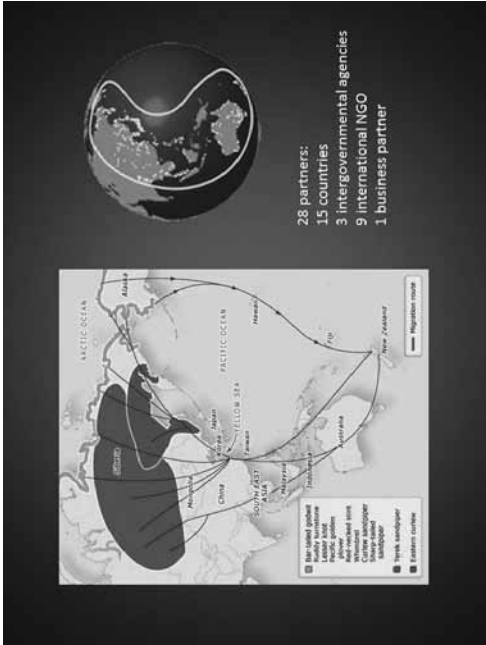 ARCTIC OCEAN
Alaska
Siberia
Mongolia
Japan
Korea
China
YELLOW SEA
Taiwan
PACIFIC OCEAN
Hawaii
SOUTH EAST
ASIA
Malaysia
Indonesia
Fiji
Australia
New Zealand
Bar-tailed godwit
Ruddy turnstone
Lesser knot
Pacific golden
plover
Red-necked stint
Whimbrel
Curlew sandpiper
Sharp-tailed
sandpiper
Terek sandpiper
Eastern curlew
Migration route
28 partners:
15 countries
3 intergovernmental agencies
9 international NGO
1 business partner